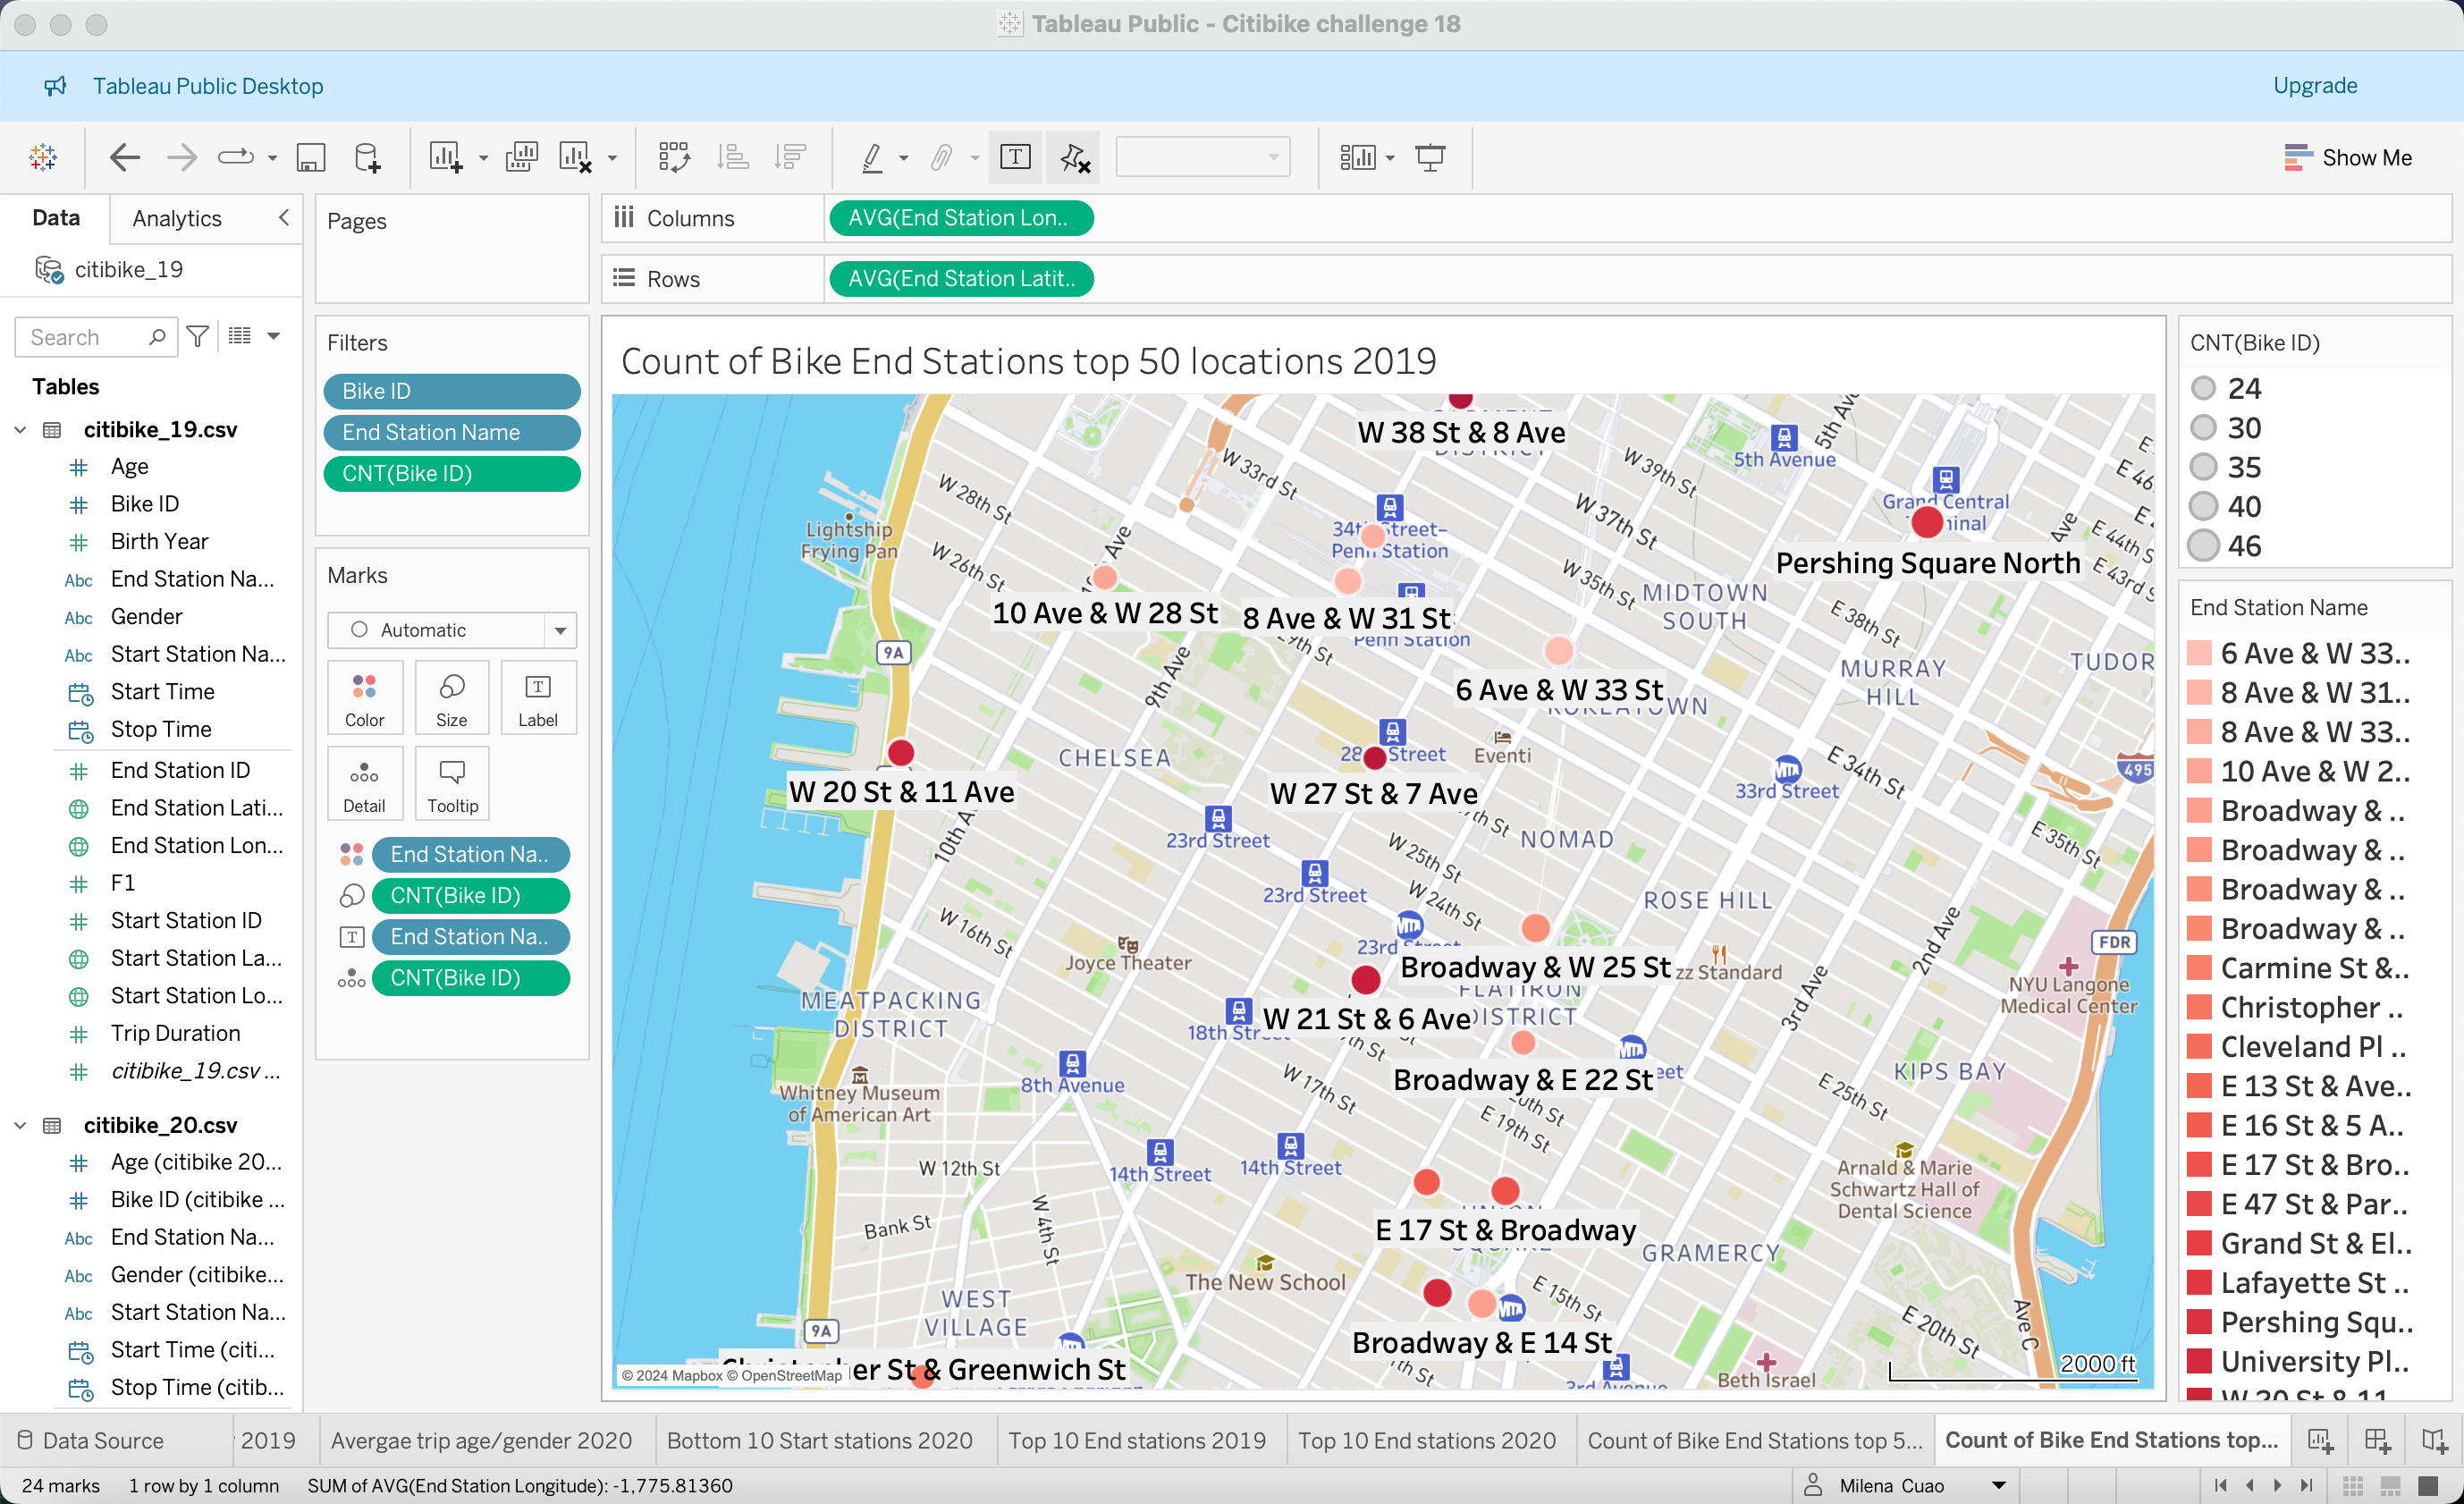 Tableau Public - Citibike challenge 18
Tableau Public Desktop
Upgrade
Show Me
Data
Analytics
citibike_19
Search
Tables
citibike_19.csv
Age
Bike ID
Birth Year
End Station Na...
Gender
Start Station Na...
Start Time
Stop Time
End Station ID
End Station Lati...
End Station Lon...
F1
Start Station ID
Start Station La...
Start Station Lo...
Trip Duration
citibike_19.csv ...
citibike_20.csv
Age (citibike 20...
Bike ID (citibike ...
End Station Na...
Gender (citibike...
Start Station Na...
Start Time (citi...
Stop Time (citib...
Pages
Filters
Bike ID
End Station Name
CNT(Bike ID)
Marks
Automatic
Color
Size
Label
Detail
Tooltip
End Station Na..
CNT(Bike ID)
End Station Na..
CNT(Bike ID)
Columns
AVG(End Station Lon..
Rows
AVG(End Station Latit..
Count of Bike End Stations top 50 locations 2019
W 38 St & 8 Ave
5th Ave
5th Avenue
W 33rd St
W 39th St
W 28th St
Grand Central
Lightship
Frying Pan
W 37th St
Penn Station
W 26th St
E 44th S
Pershing Square North
E 43rd S
W 35th St
MIDTOWN
SOUTH
10 Ave & W 28 St
8 Ave & W 31 St
Penn Station
E 38th St
9A
9th Ave
MURRAY
HILL
TUDOR
6 Ave & W 33 St
CHELSEA
Eventi
E 34th St
495
33rd Street
W 20 St & 11 Ave
W 27 St & 7 Ave
23rd Street
NOMAD
E 35th St
W 25th St
23rd Street
W 24th St
ROSE HILL
W 16th St
2nd Ave
FDR
Joyce Theater
Broadway & W 25 St
zz Standard
NYU Langone
Medical Center
MEATPACKING
DISTRICT
3rd Ave
W 21 St & 6 Ave
DISTRICT
8th Avenue
Broadway & E 22 St
KIPS BAY
Whitney Museum
of American Art
W 17th St
E 25th St
E 19th St
W 12th St
14th Street
14th Street
Arnald & Marie
Schwartz Hall of
Dental Science
W 4th St
Bank St
E 17 St & Broadway
GRAMERCY
The New School
WEST
VILLAGE
E 15th St
9A
Broadway & E 14 St
E 20th St
Ave C
er St & Greenwich St
© 2024 Mapbox © OpenStreetMap
Beth Israel
2000 ft
CNT(Bike ID)
24
30
35
40
46
End Station Name
6 Ave & W 33..
8 Ave & W 31..
8 Ave & W 33..
10 Ave & W 2..
Broadway & ..
Broadway & ..
Broadway & ..
Broadway & ..
Carmine St &..
Christopher ..
Cleveland Pl ..
E 13 St & Ave..
E 16 St & 5 A..
E 17 St & Bro..
E 47 St & Par..
Grand St & El..
Lafayette St ..
Pershing Squ..
University Pl..
Data Source
2019
Avergae trip age/gender 2020
Bottom 10 Start stations 2020
Top 10 End stations 2019
Top 10 End stations 2020
Count of Bike End Stations top 5...
Count of Bike End Stations top...
24 marks
1 row by 1 column
SUM of AVG(End Station Longitude): -1,775.81360
Milena Cuao